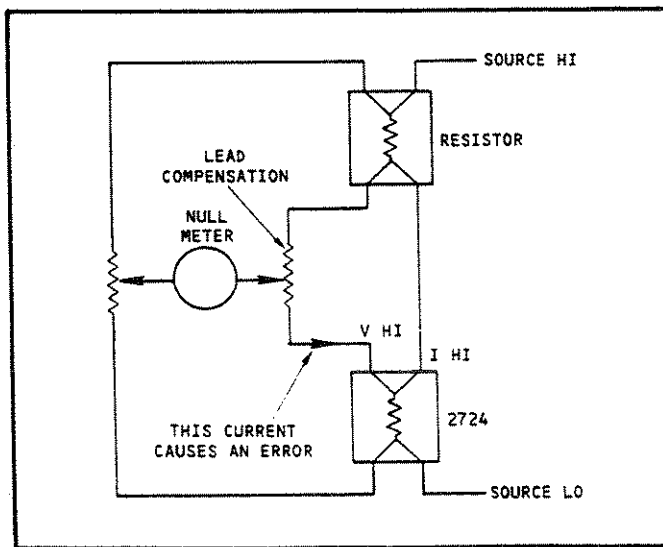 SOURCE HI
RESISTOR
LEAD
COMPENSATION
NULL
METER
V HI
I HI
2724
THIS CURRENT
CAUSES AN ERROR
SOURCE LO